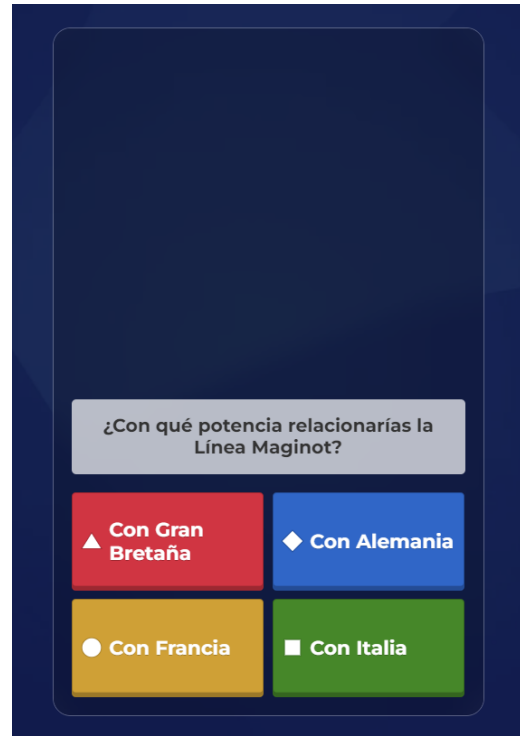 ¿Con qué potencia relacionarías la
Línea Maginot?
Con Gran
Bretaña
Con Alemania
Con Francia
Con Italia